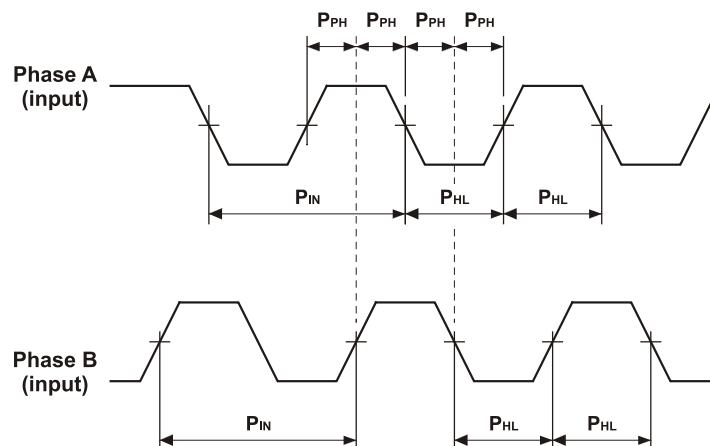 PPH PPH PPH PPH
Phase A
(input)
PIN PHL PHL
Phase B
(input)
PIN PHL PHL